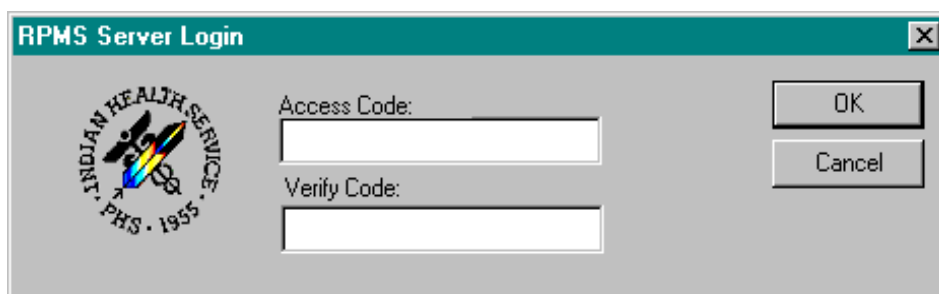 RPMS Server Login
INDIAN HEALTH SERVICE
· PHS · 1955 ·
Access Code:
Verify Code:
OK
Cancel